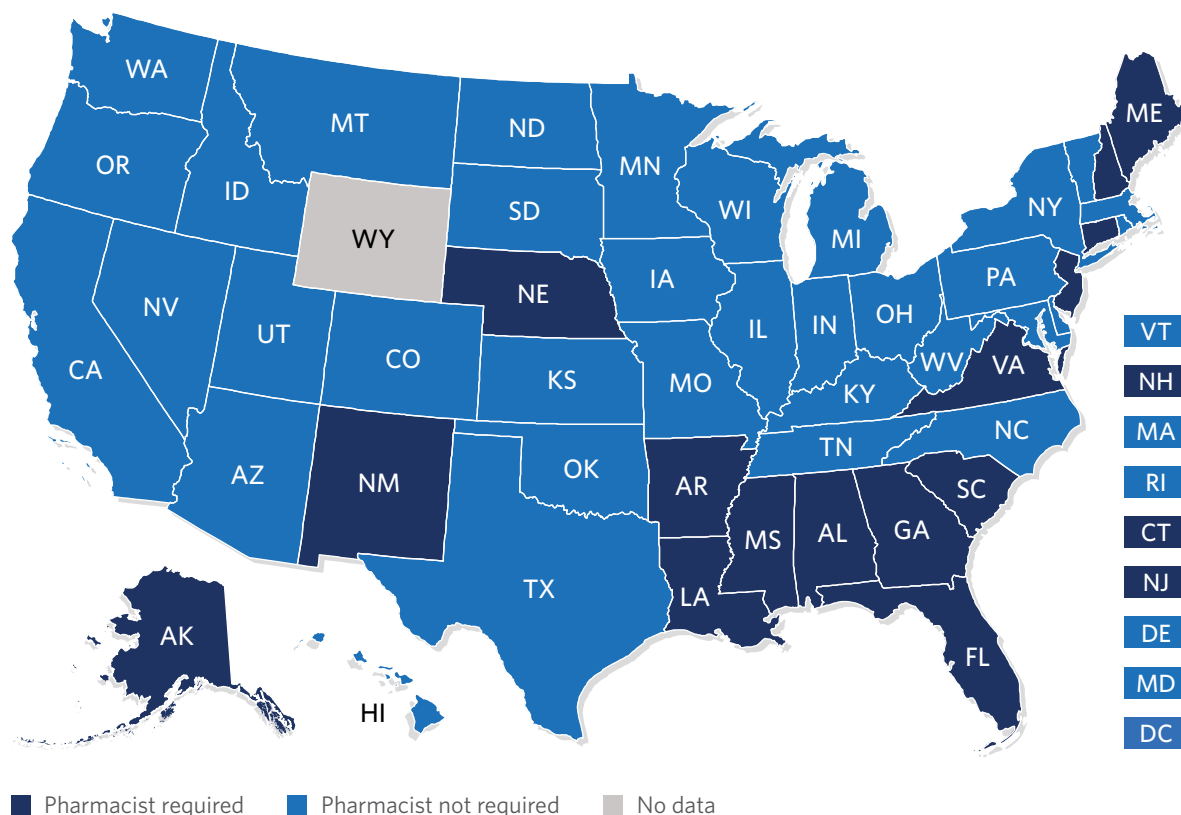 WA
ME
MT
ND
OR
MN
ID
NY
SD
WI
MI
WY
PA
IA
NE
NV
OH
IL
IN
UT
VT
CO
WV
VA
CA
KS
MO
NH
KY
NC
MA
TN
AZ
OK
NM
RI
AR
SC
MS
AL
GA
CT
NJ
TX
LA
DE
AK
FL
MD
HI
DC
Pharmacist required
Pharmacist not required
No data